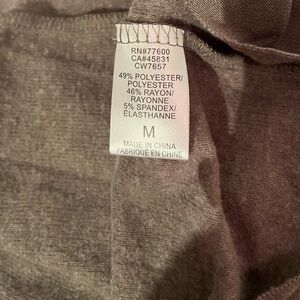 RN#77600
CA#45831
CW7657
49% POLYESTER/
POLYESTER
46% RAYON/
RAYONNE
5% SPANDEX/
ÉLASTHANNE
M
MADE IN CHINA
FABRIQUÉ EN CHINE